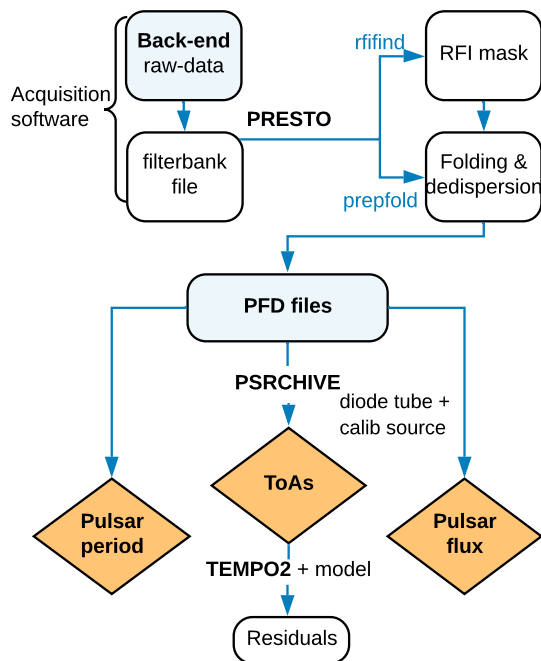 Back-end
raw-data
rfifind
RFI mask
Acquisition
software
PRESTO
filterbank
file
Folding &
dedispersion
prepfold
PFD files
PSRCHIVE
diode tube +
calib source
ToAs
Pulsar
period
Pulsar
flux
TEMPO2 + model
Residuals